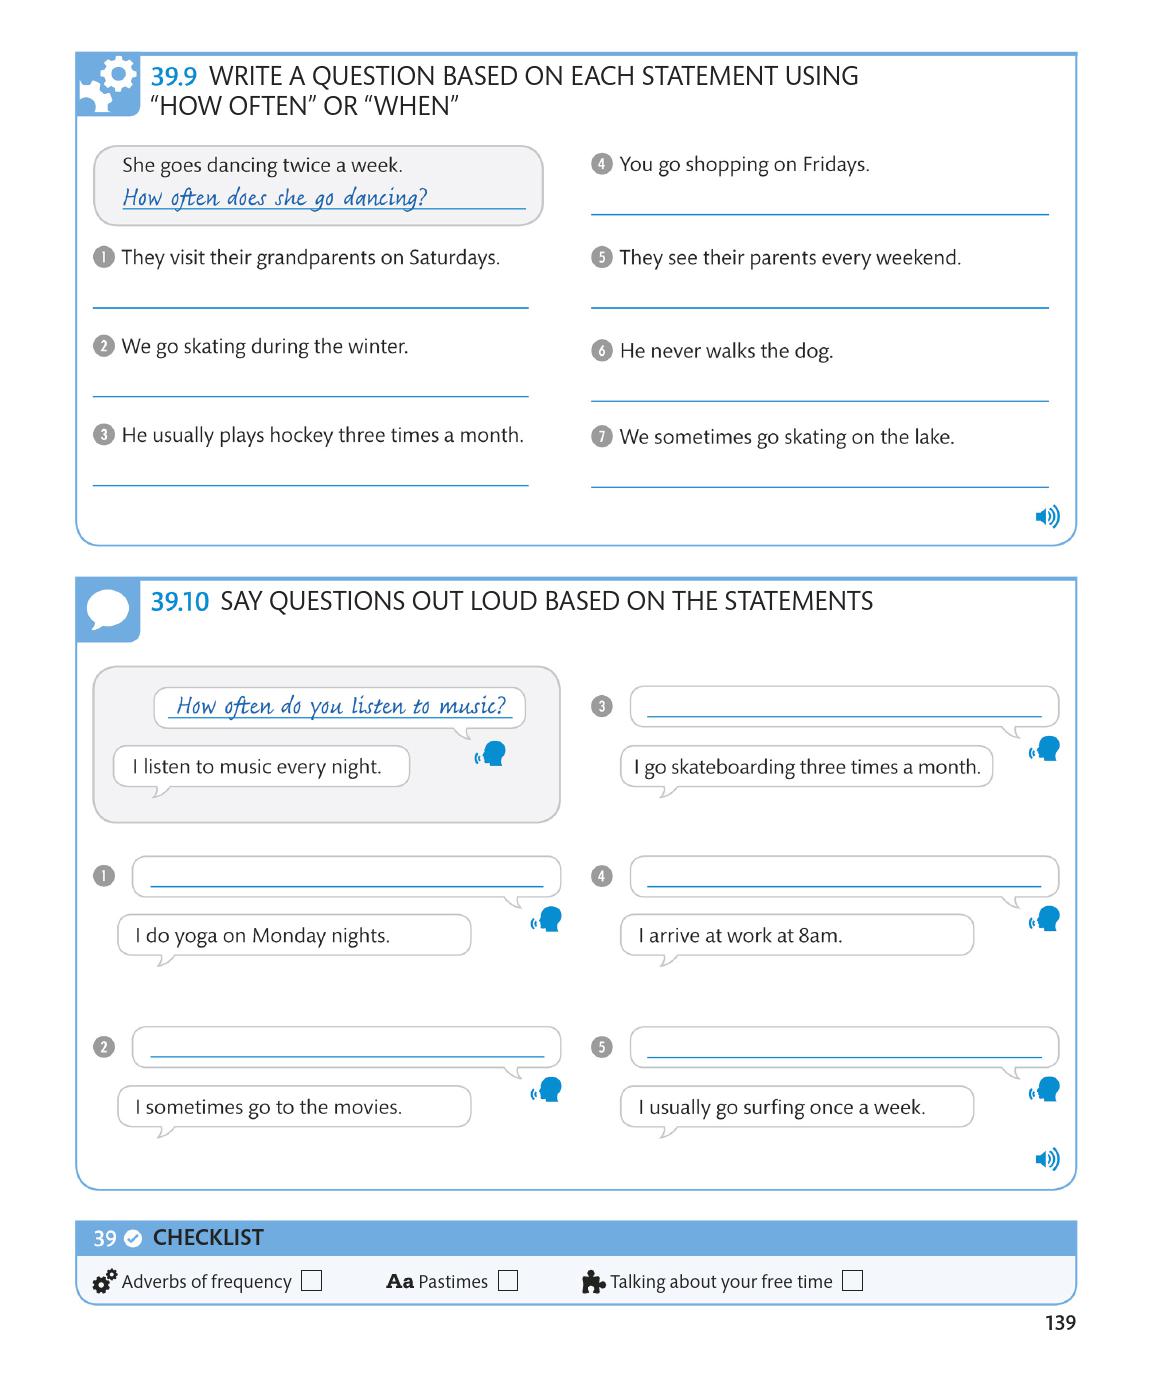 39.9 WRITE A QUESTION BASED ON EACH STATEMENT USING
“HOW OFTEN” OR “WHEN”
She goes dancing twice a week.
How often does she go dancing?
1 They visit their grandparents on Saturdays.
2 We go skating during the winter.
3 He usually plays hockey three times a month.
4 You go shopping on Fridays.
5 They see their parents every weekend.
6 He never walks the dog.
7 We sometimes go skating on the lake.
39.10 SAY QUESTIONS OUT LOUD BASED ON THE STATEMENTS
How often do you listen to music?
I listen to music every night.
1
I do yoga on Monday nights.
2
I sometimes go to the movies.
3
I go skateboarding three times a month.
4
I arrive at work at 8am.
5
I usually go surfing once a week.
39 CHECKLIST
Adverbs of frequency
Aa Pastimes
Talking about your free time
139